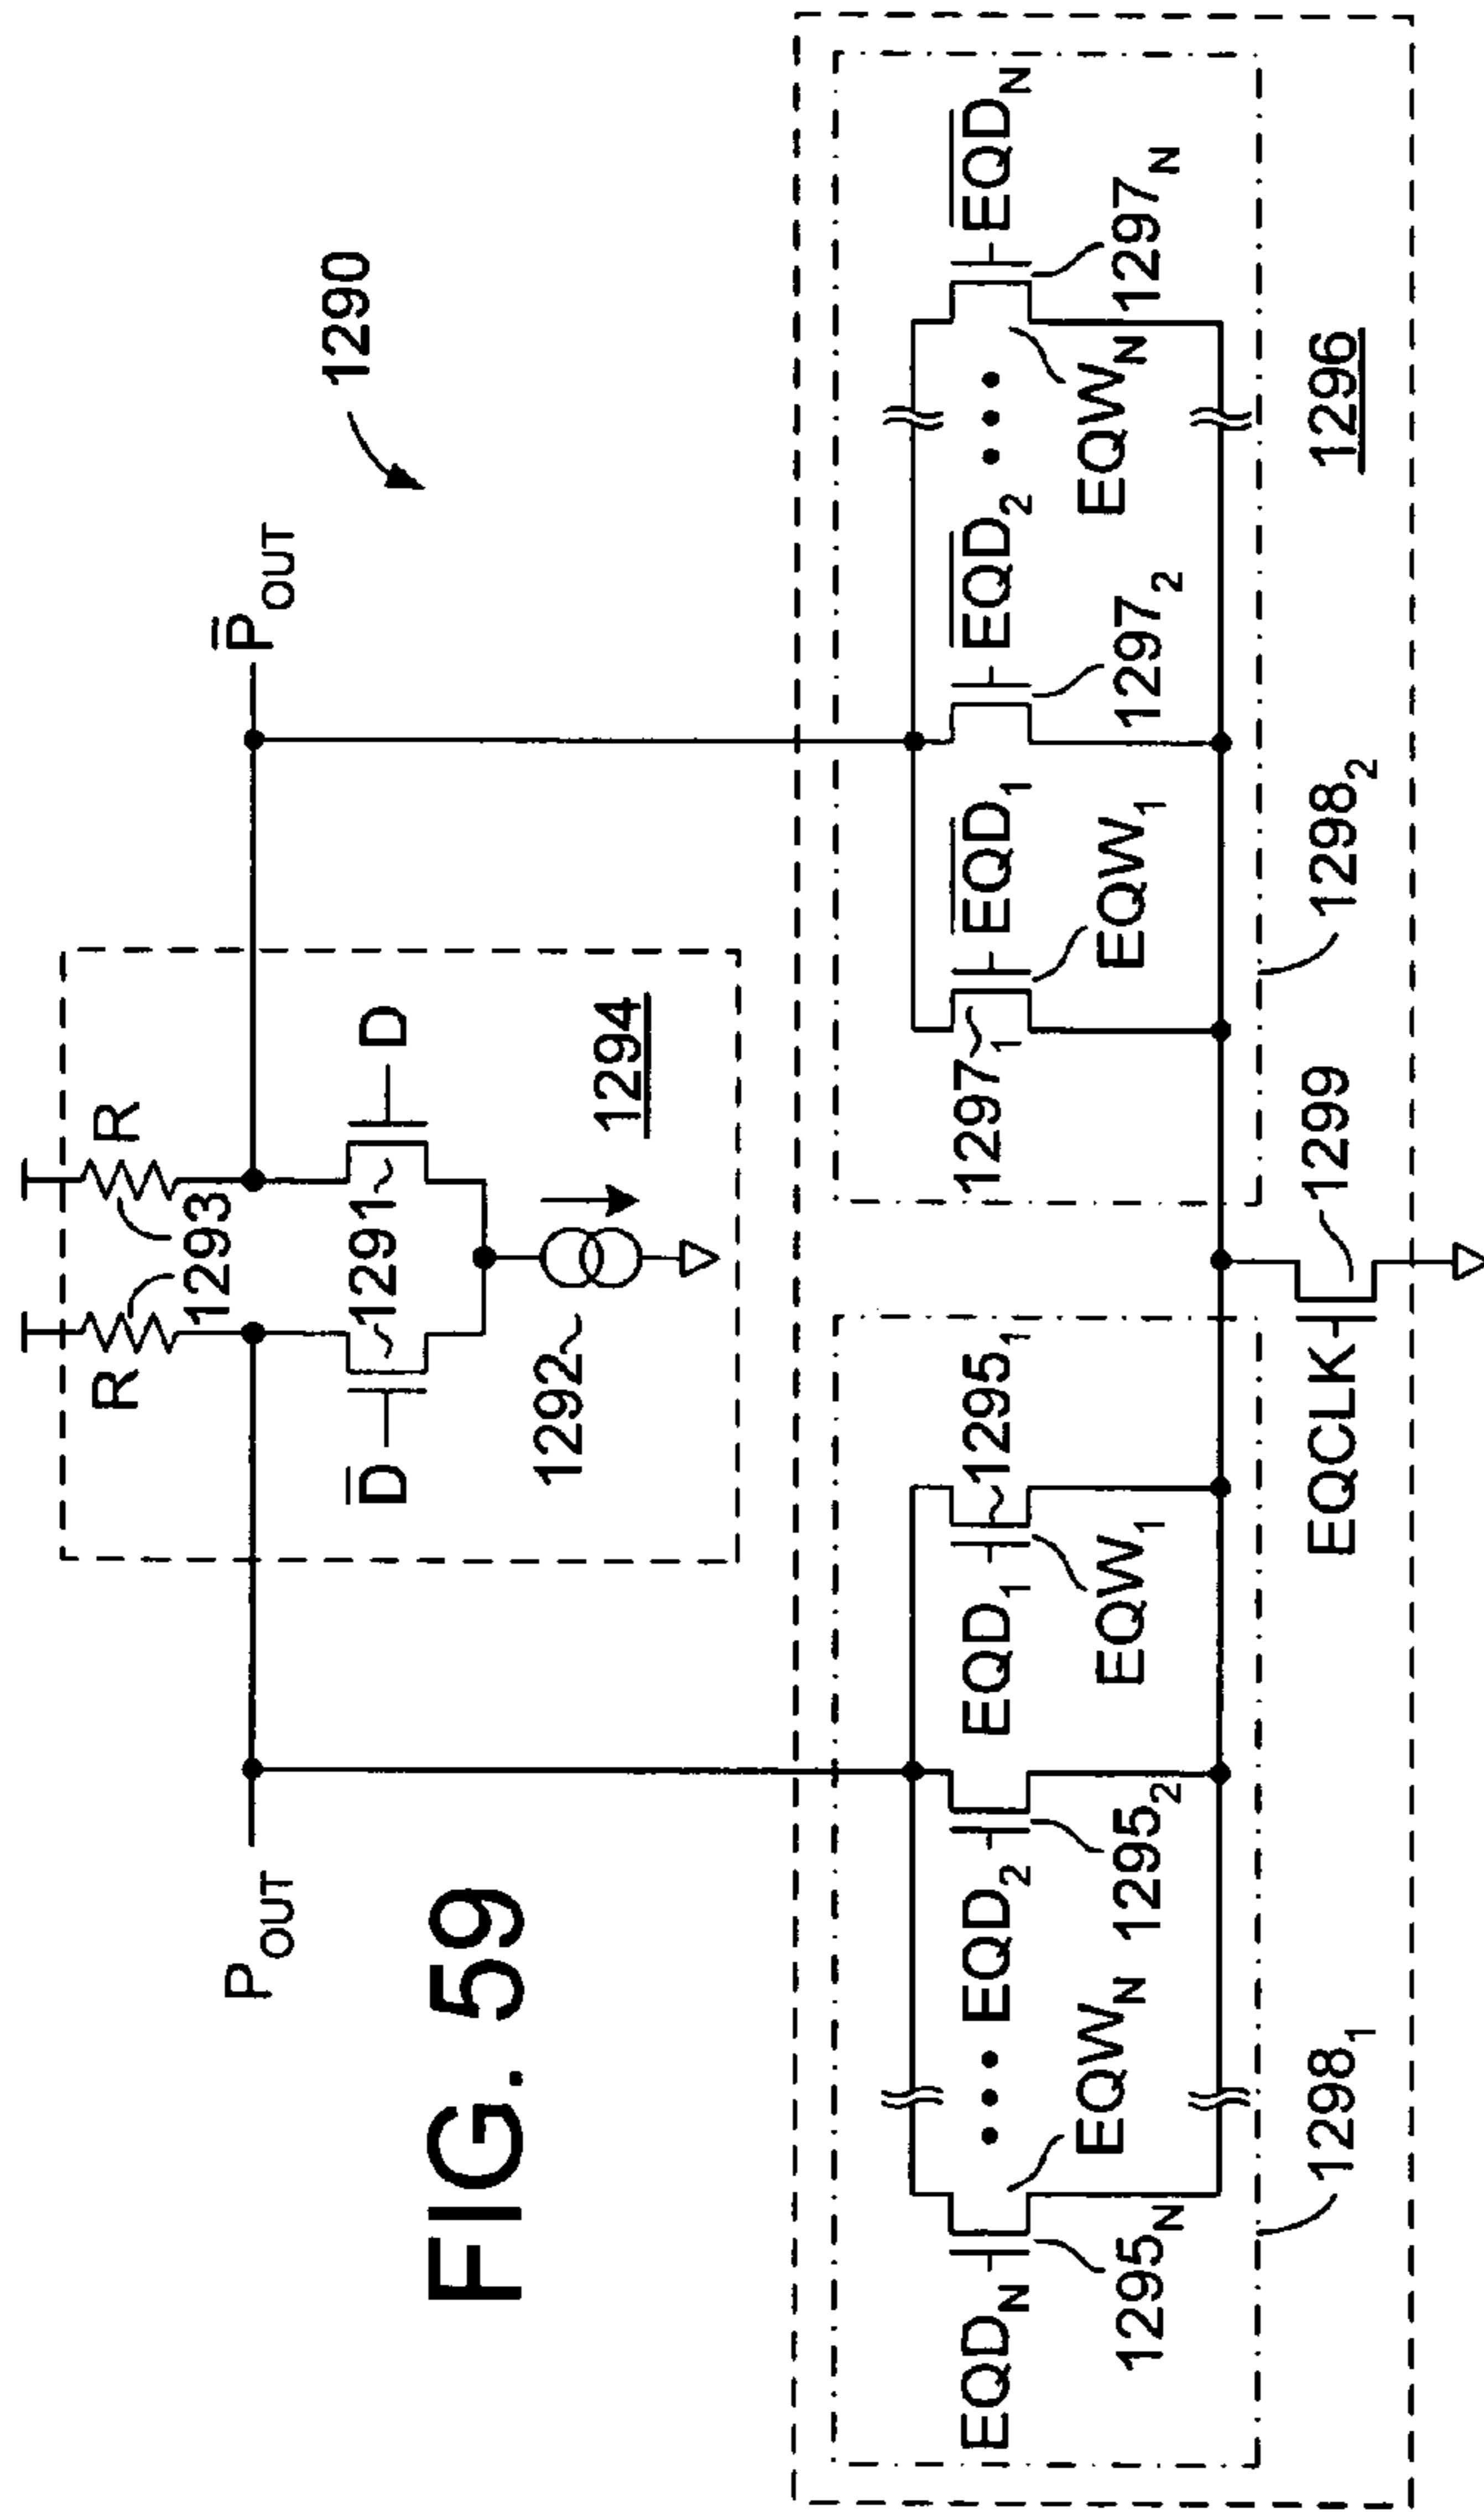 FIG. 59
1290
P̅OUT
POUT
R
R
1293
D̅
1291
D
1292
1294
EQDN
EQD2
EQD1
EQ̅D̅1
E̅Q̅D̅2
E̅Q̅D̅N
1295N
EQWN
12952
EQW1
12951
12971
EQW1
12972
EQWN
1297N
12981
EQCLK
1299
12982
1296